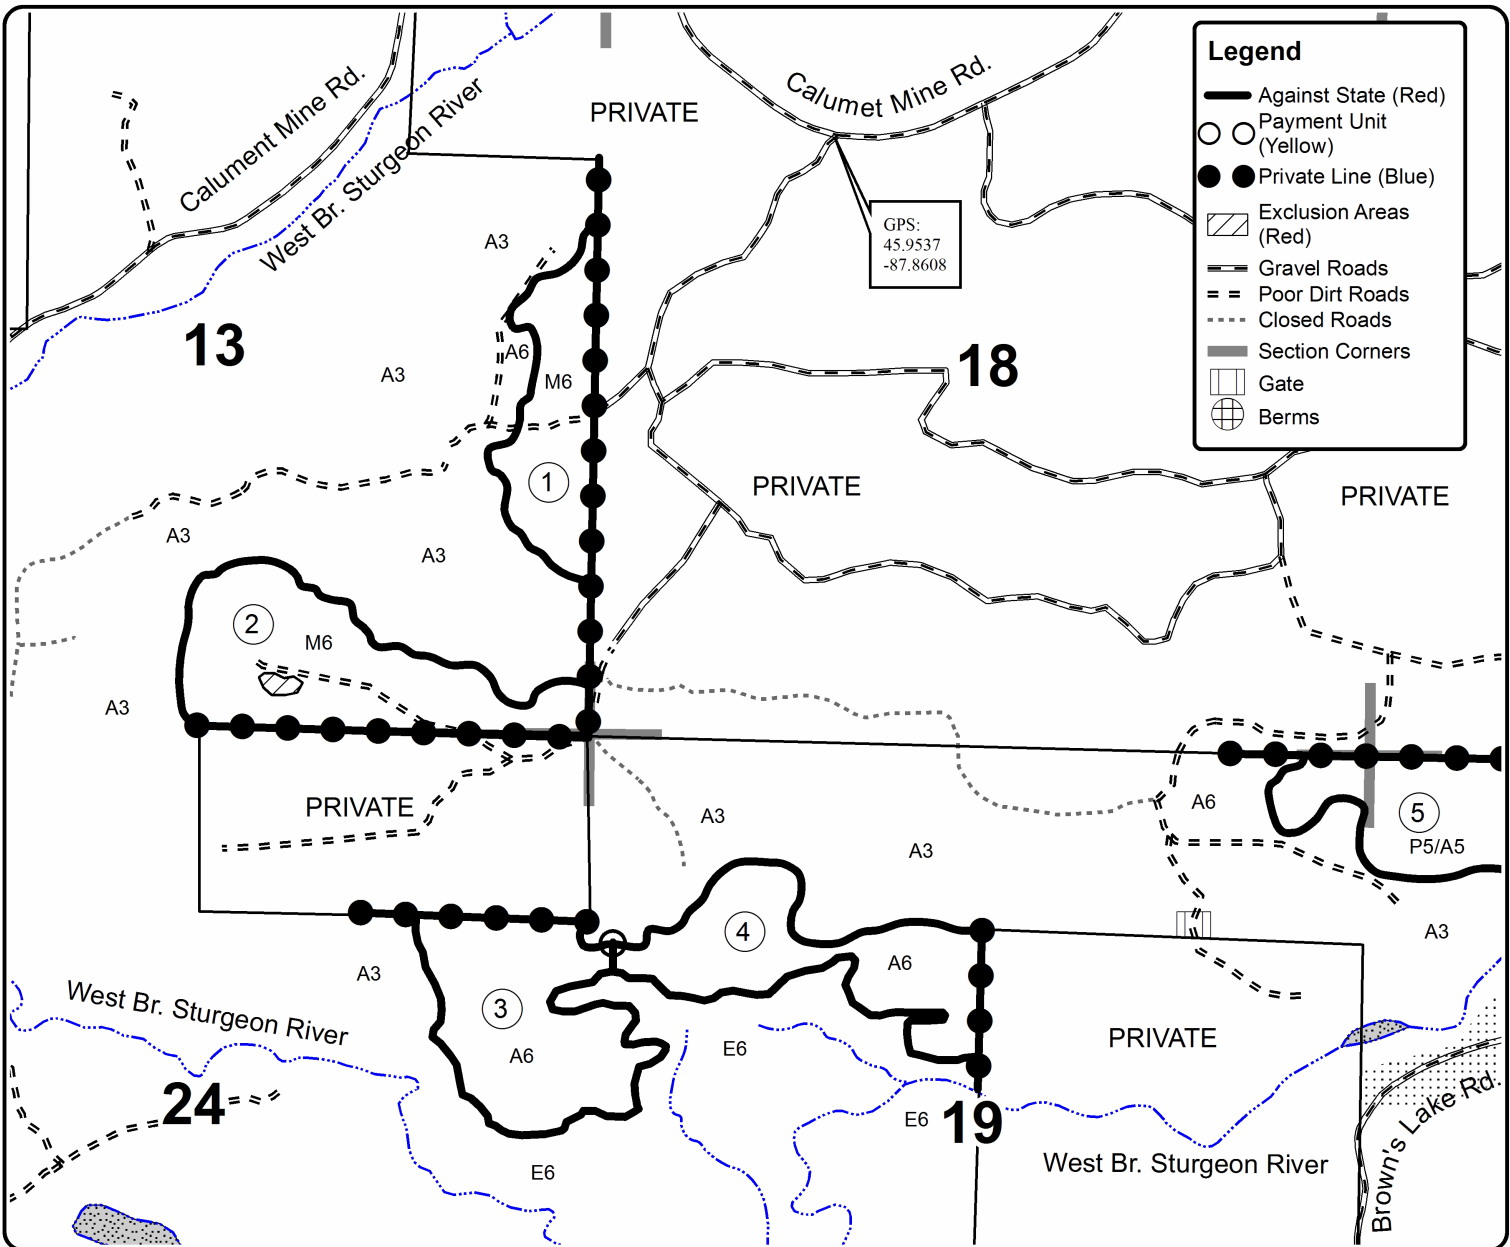 Legend
Against State (Red)
Payment Unit
(Yellow)
Private Line (Blue)
Exclusion Areas
(Red)
Gravel Roads
Poor Dirt Roads
Closed Roads
Section Corners
Gate
Berms
Calument Mine Rd.
West Br. Sturgeon River
PRIVATE
Calumet Mine Rd.
GPS:
45.9537
-87.8608
A3
13
A3
A6
M6
18
1
PRIVATE
PRIVATE
A3
A3
2
M6
A3
PRIVATE
A3
A3
A6
5
P5/A5
A3
4
A6
A3
3
A6
West Br. Sturgeon River
E6
PRIVATE
24
E6
19
E6
West Br. Sturgeon River
Brown's Lake Rd.